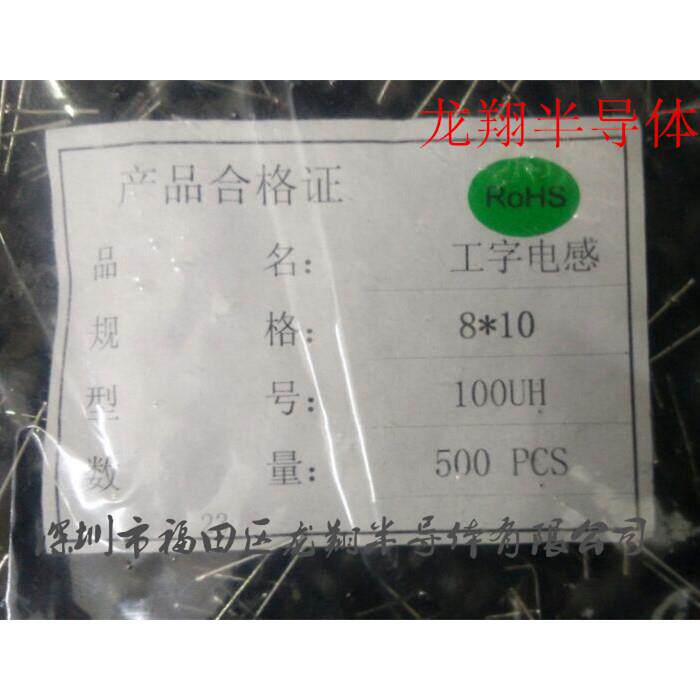 龙翔半导体
产品合格证
RoHS
品 名: 工字电感
规 格: 8*10
型 号: 100UH
数 量: 500 PCS
深圳市福田区龙翔半导体有限公司